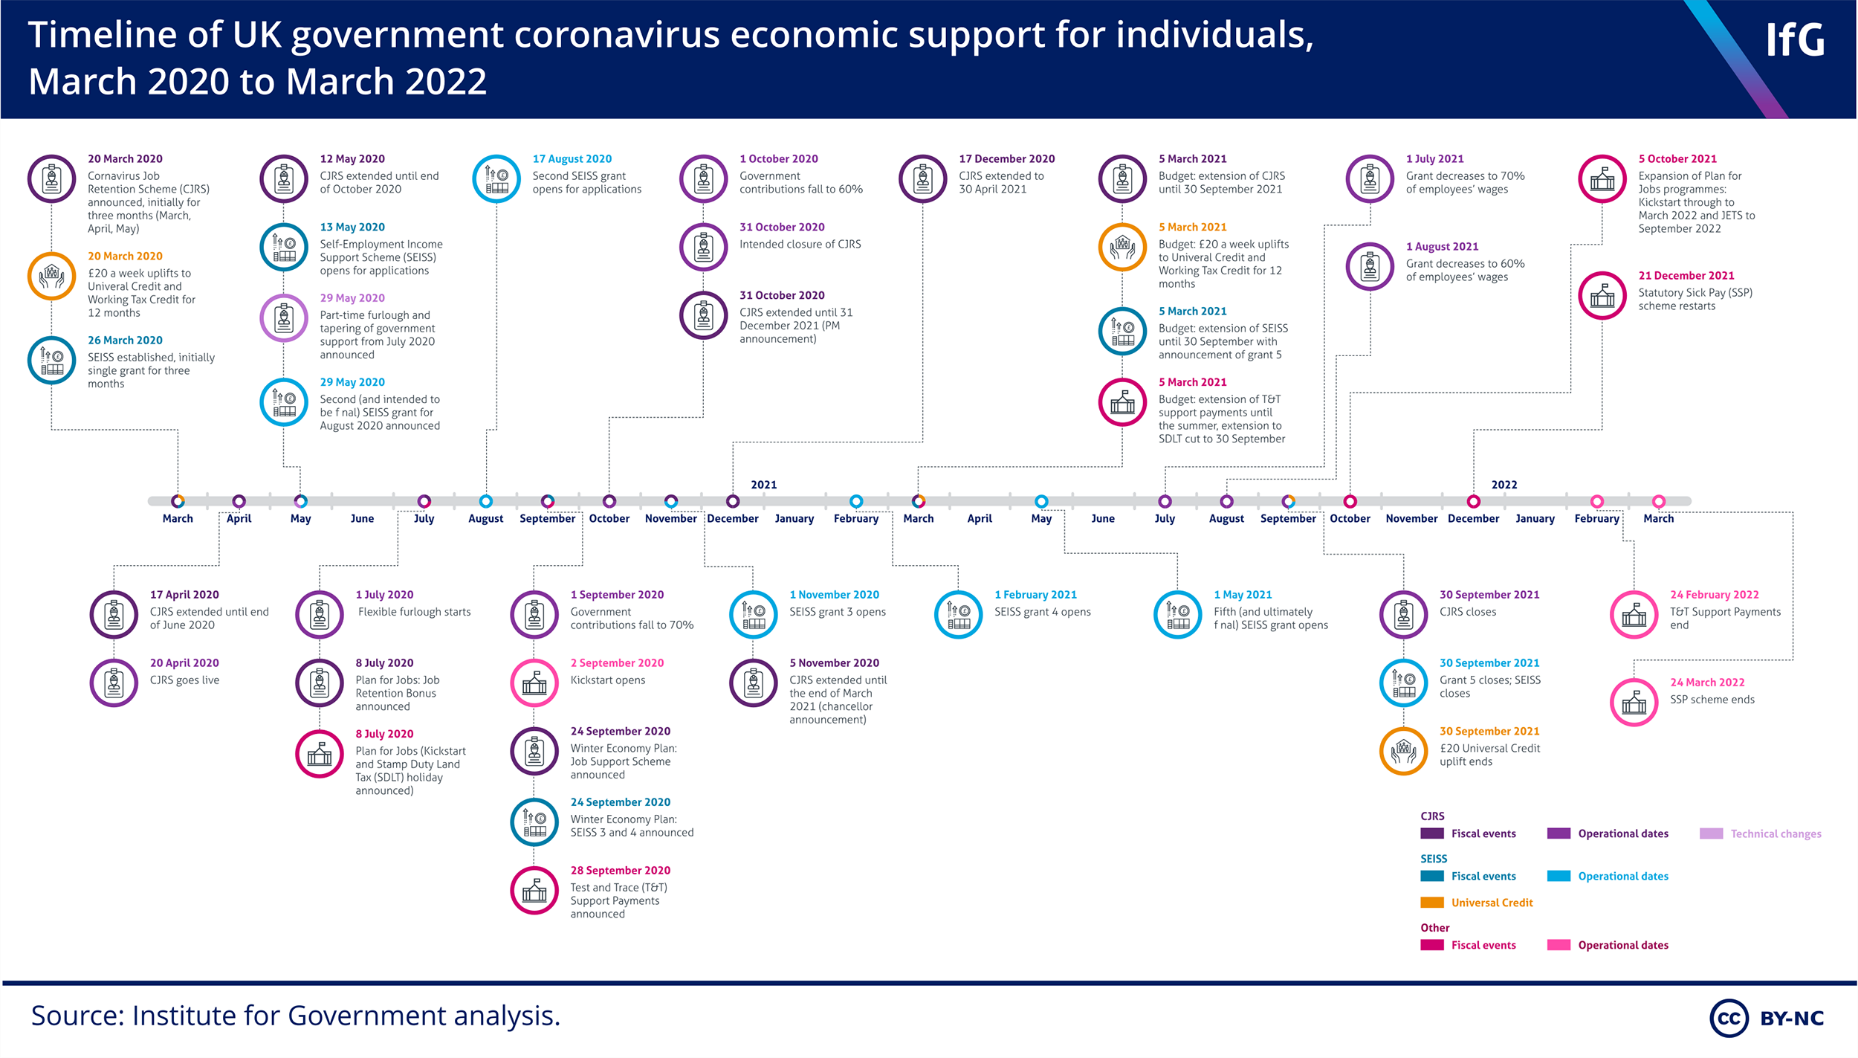 Timeline of UK government coronavirus economic support for individuals,
March 2020 to March 2022
IfG
20 March 2020
Cornavirus Job
Retention Scheme (CJRS)
announced, initially for
three months (March,
April, May)
20 March 2020
£20 a week uplifts to
Univeral Credit and
Working Tax Credit for
12 months
26 March 2020
SEISS established, initially
single grant for three
months
12 May 2020
CJRS extended until end
of October 2020
13 May 2020
Self-Employment Income
Support Scheme (SEISS)
opens for applications
29 May 2020
Part-time furlough and
tapering of government
support from July 2020
announced
29 May 2020
Second (and intended to
be f nal) SEISS grant for
August 2020 announced
17 August 2020
Second SEISS grant
opens for applications
1 October 2020
Government
contributions fall to 60%
31 October 2020
Intended closure of CJRS
31 October 2020
CJRS extended until 31
December 2021 (PM
announcement)
17 December 2020
CJRS extended to
30 April 2021
5 March 2021
Budget: extension of CJRS
until 30 September 2021
5 March 2021
Budget: £20 a week uplifts
to Univeral Credit and
Working Tax Credit for 12
months
5 March 2021
Budget: extension of SEISS
until 30 September with
announcement of grant 5
5 March 2021
Budget: extension of T&T
support payments until
the summer, extension to
SDLT cut to 30 September
1 July 2021
Grant decreases to 70%
of employees' wages
1 August 2021
Grant decreases to 60%
of employees' wages
5 October 2021
Expansion of Plan for
Jobs programmes:
Kickstart through to
March 2022 and JETS to
September 2022
21 December 2021
Statutory Sick Pay (SSP)
scheme restarts
2021
2022
March April May June July August September October November December January February March April May June July August September October November December January February March
17 April 2020
CJRS extended until end
of June 2020
20 April 2020
CJRS goes live
1 July 2020
Flexible furlough starts
8 July 2020
Plan for Jobs: Job
Retention Bonus
announced
8 July 2020
Plan for Jobs (Kickstart
and Stamp Duty Land
Tax (SDLT) holiday
announced)
1 September 2020
Government
contributions fall to 70%
2 September 2020
Kickstart opens
24 September 2020
Winter Economy Plan:
Job Support Scheme
announced
24 September 2020
Winter Economy Plan:
SEISS 3 and 4 announced
28 September 2020
Test and Trace (T&T)
Support Payments
announced
1 November 2020
SEISS grant 3 opens
5 November 2020
CJRS extended until
the end of March
2021 (chancellor
announcement)
1 February 2021
SEISS grant 4 opens
1 May 2021
Fifth (and ultimately
f nal) SEISS grant opens
30 September 2021
CJRS closes
30 September 2021
Grant 5 closes; SEISS
closes
30 September 2021
£20 Universal Credit
uplift ends
24 February 2022
T&T Support Payments
end
24 March 2022
SSP scheme ends
CJRS
Fiscal events Operational dates Technical changes
SEISS
Fiscal events Operational dates
Universal Credit
Other
Fiscal events Operational dates
Source: Institute for Government analysis.
cc BY-NC